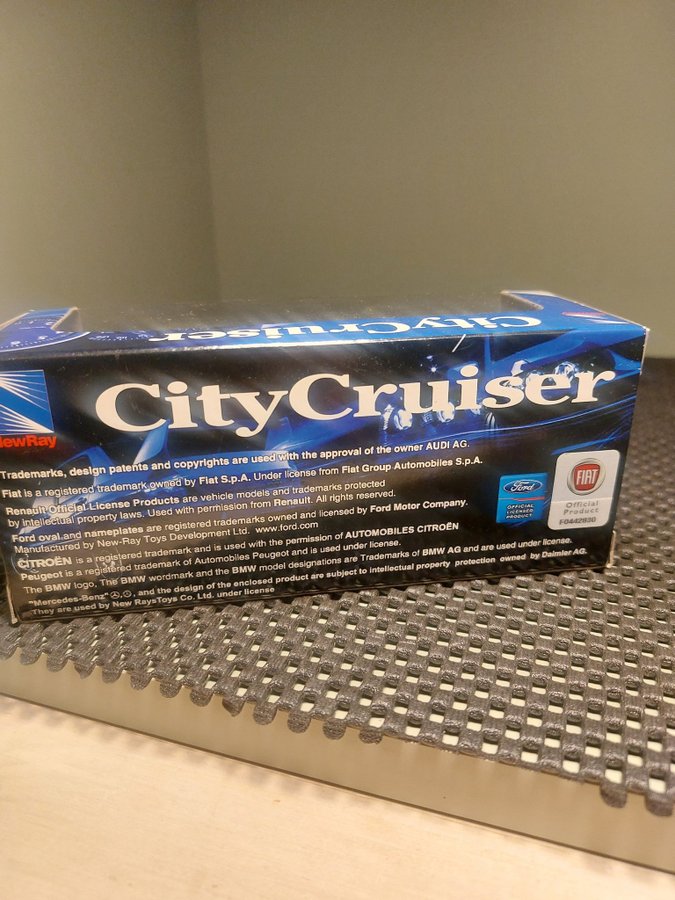 CityCruiser
CityCruiser
NewRay
Trademarks, design patents and copyrights are used with the approval of the owner AUDI AG.
Fiat is a registered trademark owned by Fiat S.p.A. Under license from Fiat Group Automobiles S.p.A.
Renault Official License Products are vehicle models and trademarks protected
by intellectual property laws. Used with permission from Renault. All rights reserved.
Ford oval and nameplates are registered trademarks owned and licensed by Ford Motor Company.
Manufactured by New-Ray Toys Development Ltd. www.ford.com
CITROËN is a registered trademark and is used with the permission of AUTOMOBILES CITROËN
Peugeot is a registered trademark of Automobiles Peugeot and is used under license.
The BMW logo, The BMW wordmark and the BMW model designations are Trademarks of BMW AG and are used under license.
"Mercedes-Benz", and the design of the enclosed product are subject to intellectual property protection owned by Daimler AG.
They are used by New RaysToys Co. Ltd. under license
Ford
OFFICIAL
LICENSED
PRODUCT
FIAT
Official
Product
F0442830